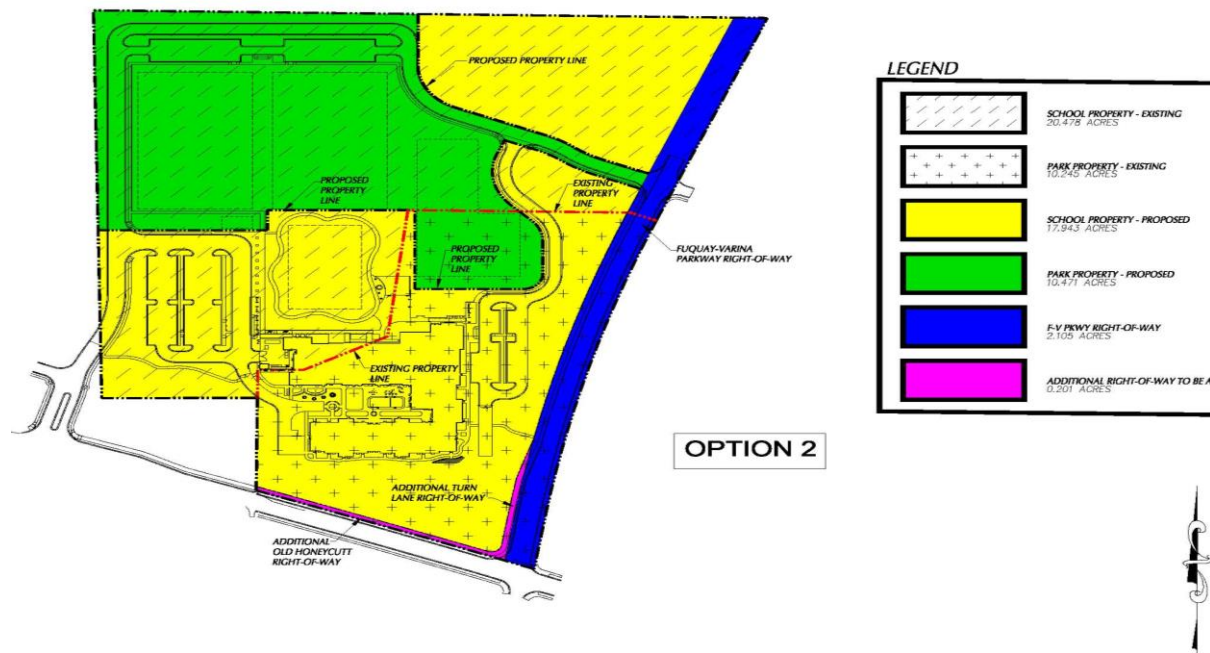 PROPOSED PROPERTY LINE
PROPOSED
PROPERTY
LINE
EXISTING
PROPERTY
LINE
FUQUAY-VARINA
PARKWAY RIGHT-OF-WAY
PROPOSED
PROPERTY
LINE
EXISTING PROPERTY
LINE
ADDITIONAL TURN
LANE RIGHT-OF-WAY
ADDITIONAL
OLD HONEYCUTT
RIGHT-OF-WAY
OPTION 2
LEGEND
SCHOOL PROPERTY - EXISTING
20.478 ACRES
PARK PROPERTY - EXISTING
10.245 ACRES
SCHOOL PROPERTY - PROPOSED
17.943 ACRES
PARK PROPERTY - PROPOSED
10.471 ACRES
F-V PKWY RIGHT-OF-WAY
2.105 ACRES
ADDITIONAL RIGHT-OF-WAY TO BE A
0.201 ACRES